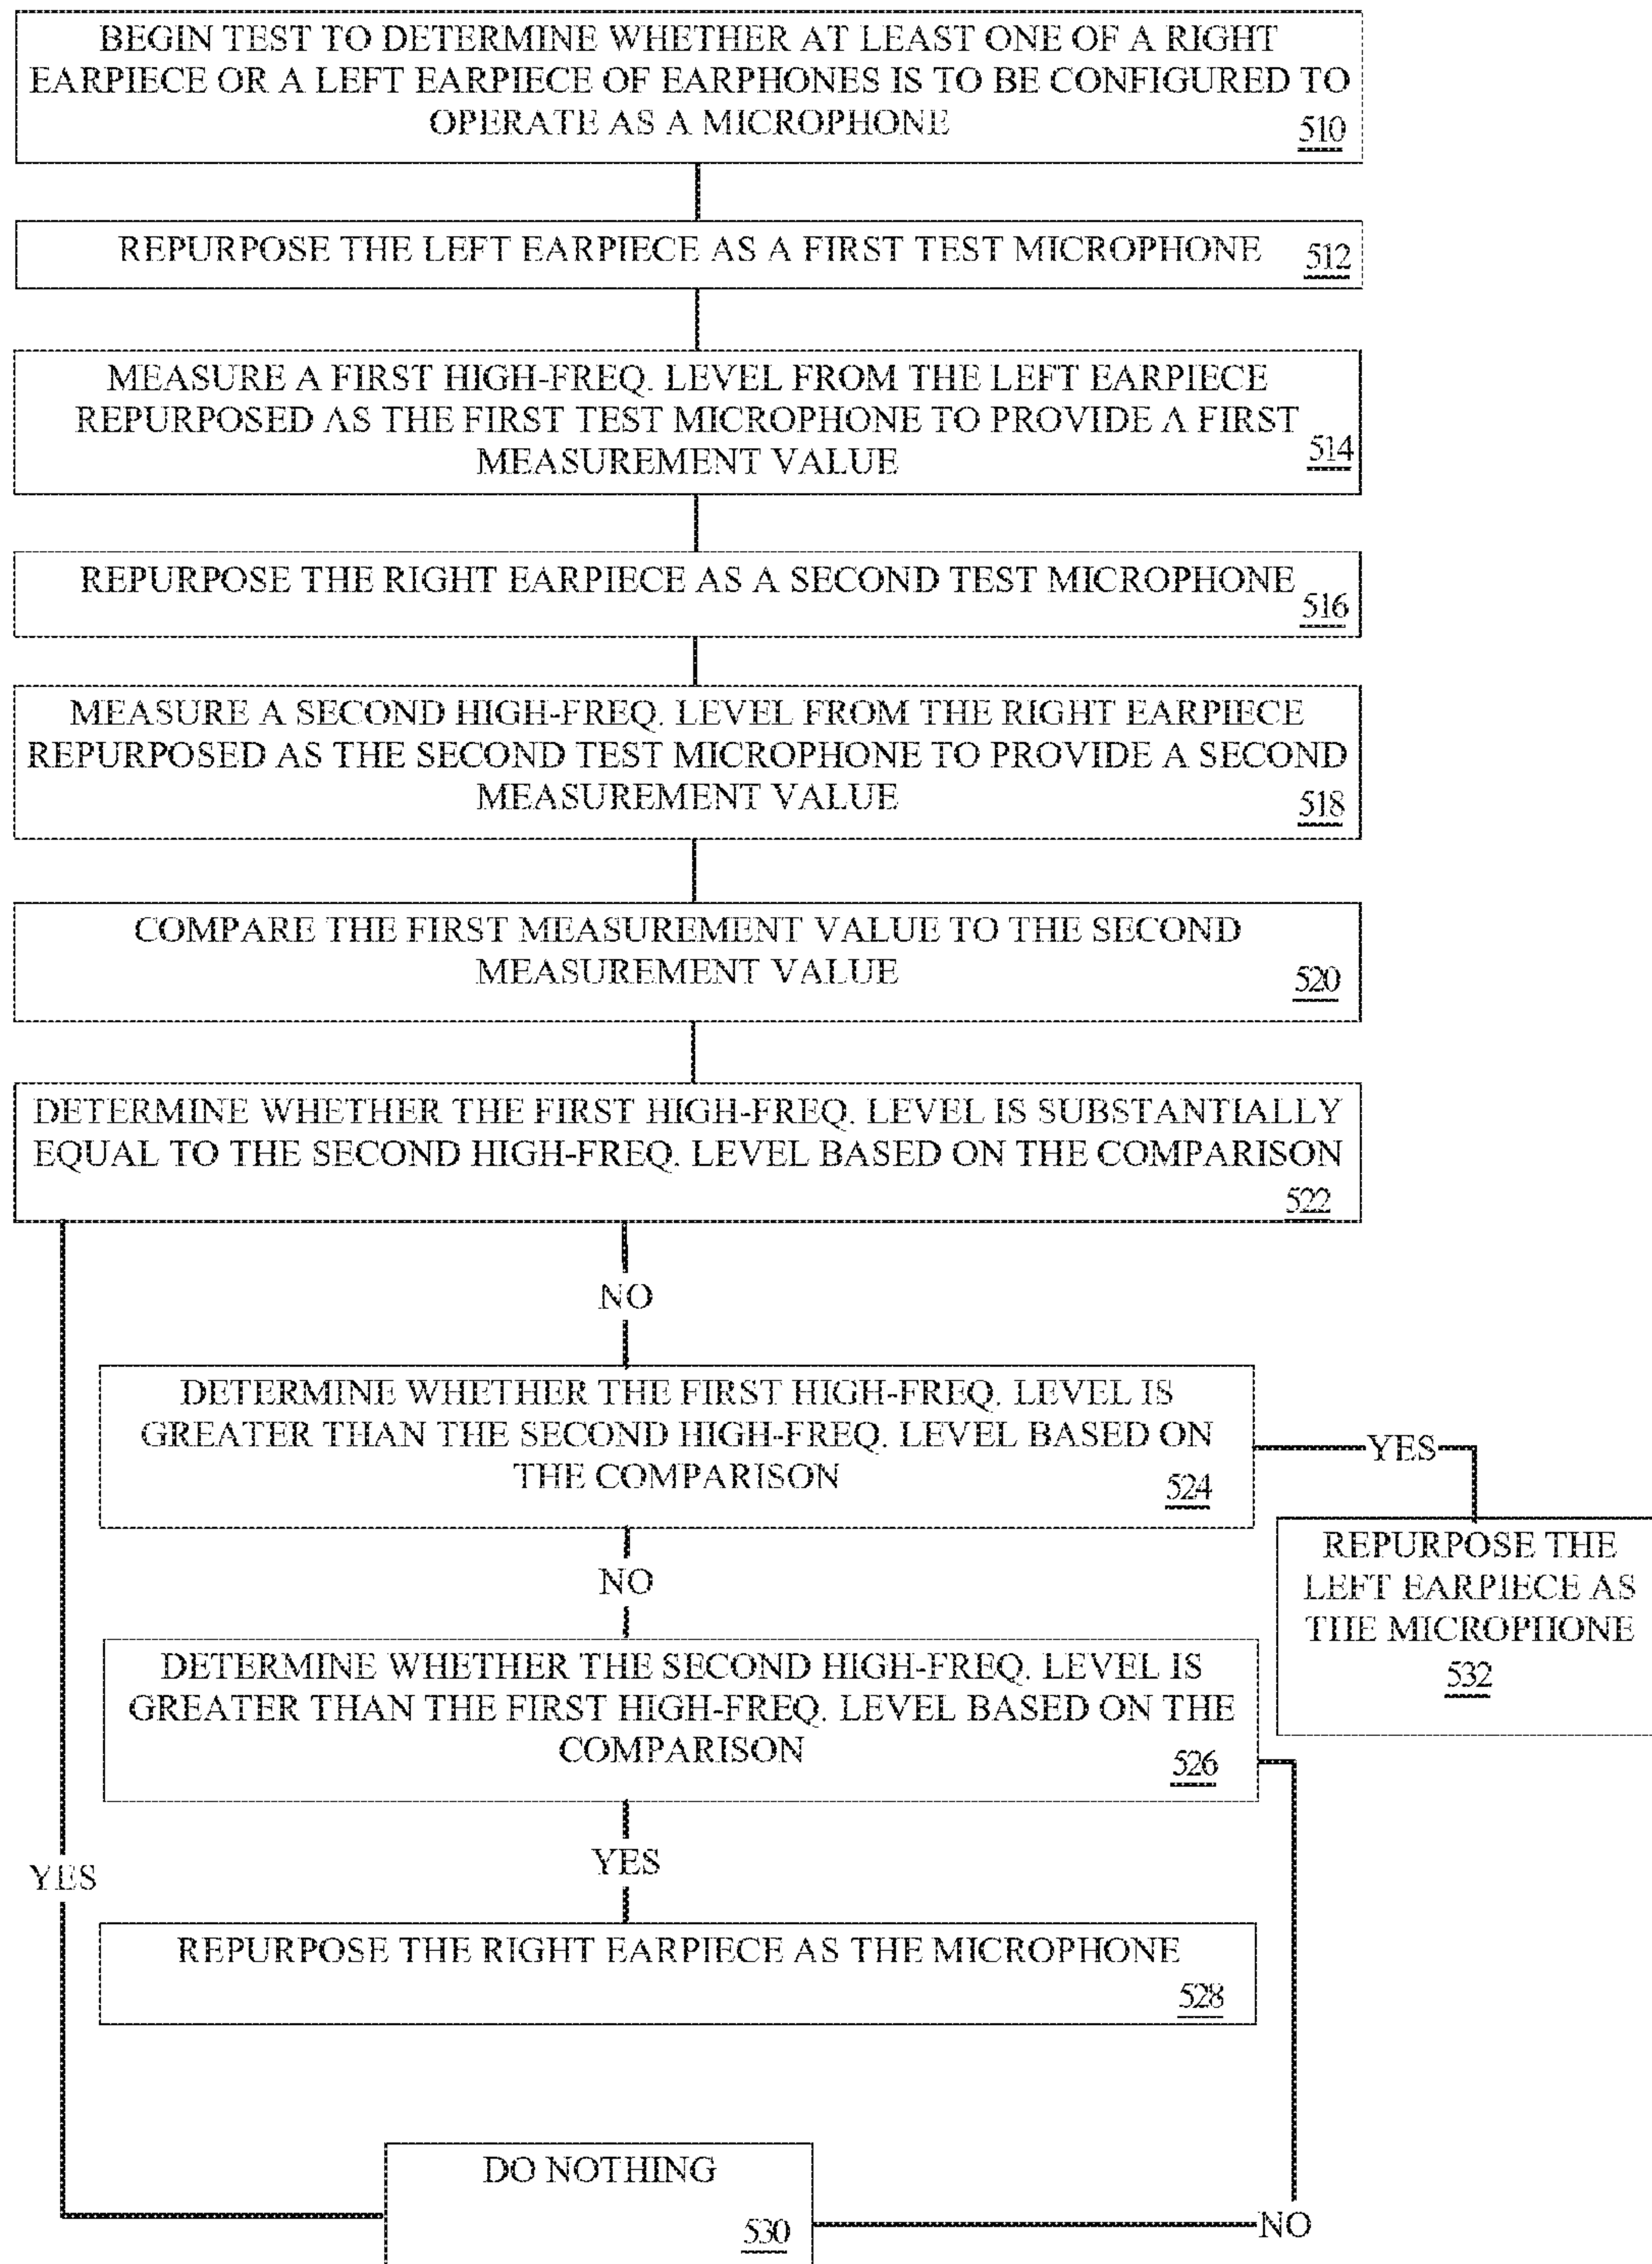 BEGIN TEST TO DETERMINE WHETHER AT LEAST ONE OF A RIGHT
EARPIECE OR A LEFT EARPIECE OF EARPHONES IS TO BE CONFIGURED TO
OPERATE AS A MICROPHONE
510
REPURPOSE THE LEFT EARPIECE AS A FIRST TEST MICROPHONE
512
MEASURE A FIRST HIGH-FREQ. LEVEL FROM THE LEFT EARPIECE
REPURPOSED AS THE FIRST TEST MICROPHONE TO PROVIDE A FIRST
MEASUREMENT VALUE
514
REPURPOSE THE RIGHT EARPIECE AS A SECOND TEST MICROPHONE
516
MEASURE A SECOND HIGH-FREQ. LEVEL FROM THE RIGHT EARPIECE
REPURPOSED AS THE SECOND TEST MICROPHONE TO PROVIDE A SECOND
MEASUREMENT VALUE
518
COMPARE THE FIRST MEASUREMENT VALUE TO THE SECOND
MEASUREMENT VALUE
520
DETERMINE WHETHER THE FIRST HIGH-FREQ. LEVEL IS SUBSTANTIALLY
EQUAL TO THE SECOND HIGH-FREQ. LEVEL BASED ON THE COMPARISON
522
NO
DETERMINE WHETHER THE FIRST HIGH-FREQ. LEVEL IS
GREATER THAN THE SECOND HIGH-FREQ. LEVEL BASED ON
THE COMPARISON
524
YES
REPURPOSE THE
LEFT EARPIECE AS
THE MICROPHONE
532
NO
DETERMINE WHETHER THE SECOND HIGH-FREQ. LEVEL IS
GREATER THAN THE FIRST HIGH-FREQ. LEVEL BASED ON THE
COMPARISON
526
YES
YES
REPURPOSE THE RIGHT EARPIECE AS THE MICROPHONE
528
DO NOTHING
530
NO